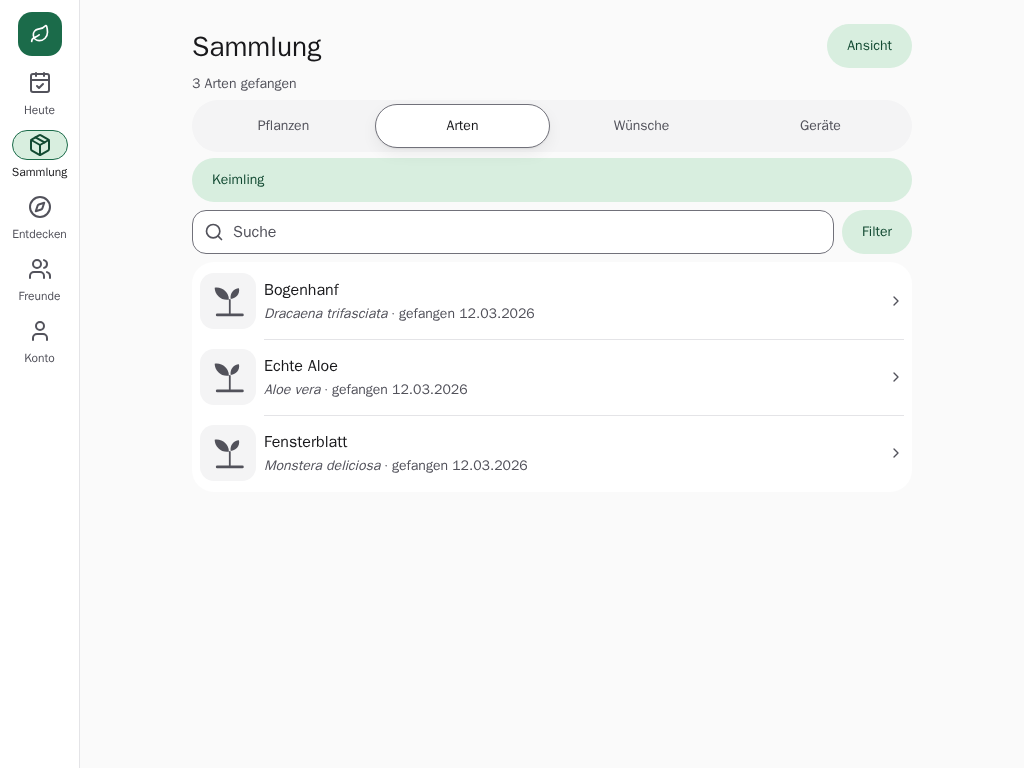 Heute
Sammlung
Entdecken
Freunde
Konto
Sammlung
Ansicht
3 Arten gefangen
Pflanzen
Arten
Wünsche
Geräte
Keimling
Suche
Filter
Bogenhanf
Dracaena trifasciata · gefangen 12.03.2026
Echte Aloe
Aloe vera · gefangen 12.03.2026
Fensterblatt
Monstera deliciosa · gefangen 12.03.2026